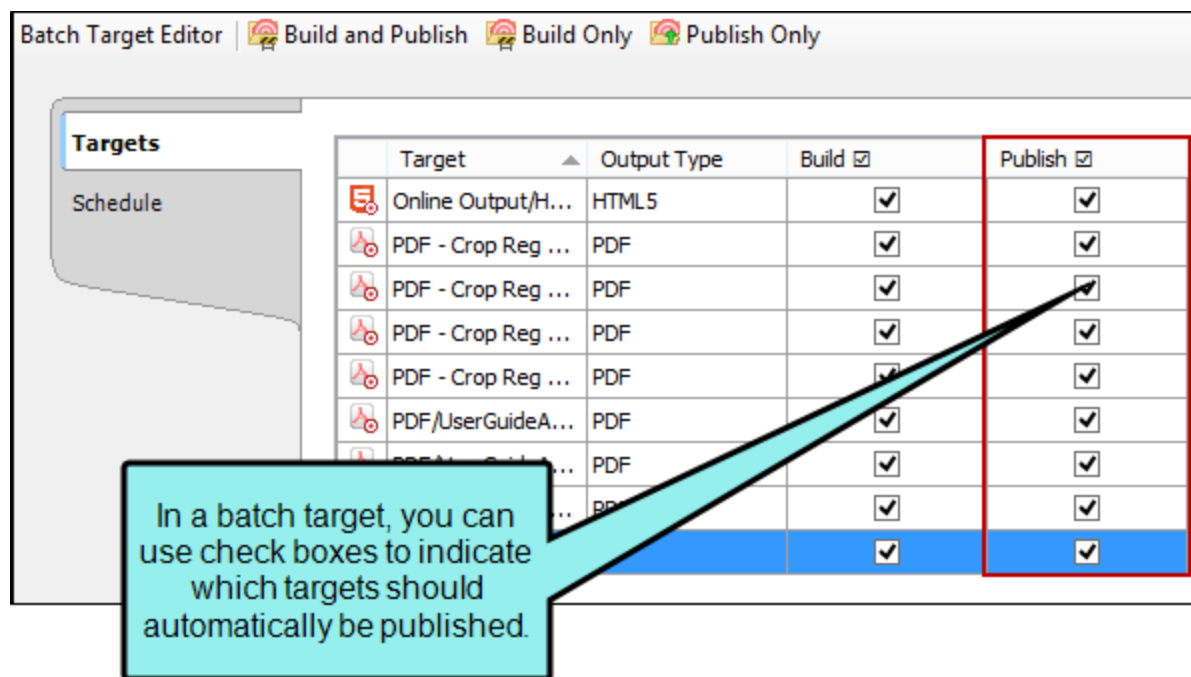 Batch Target Editor Build and Publish Build Only Publish Only
Targets
Schedule
Target Output Type Build Publish
Online Output/H... HTML5
PDF - Crop Reg ... PDF
PDF - Crop Reg ... PDF
PDF - Crop Reg ... PDF
PDF - Crop Reg ... PDF
PDF/UserGuideA... PDF
PDF
In a batch target, you can
use check boxes to indicate
which targets should
automatically be published.